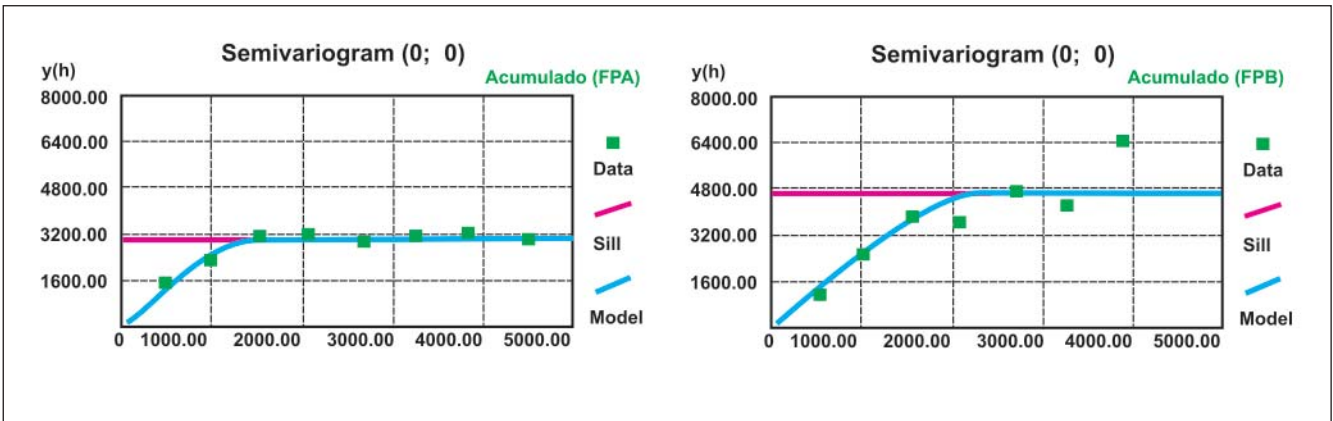 Semivariogram (0; 0)
y(h)
Acumulado (FPA)
8000.00
6400.00
4800.00
3200.00
1600.00
0 1000.00 2000.00 3000.00 4000.00 5000.00
Data
Sill
Model
Semivariogram (0; 0)
y(h)
Acumulado (FPB)
8000.00
6400.00
4800.00
3200.00
1600.00
0 1000.00 2000.00 3000.00 4000.00 5000.00
Data
Sill
Model